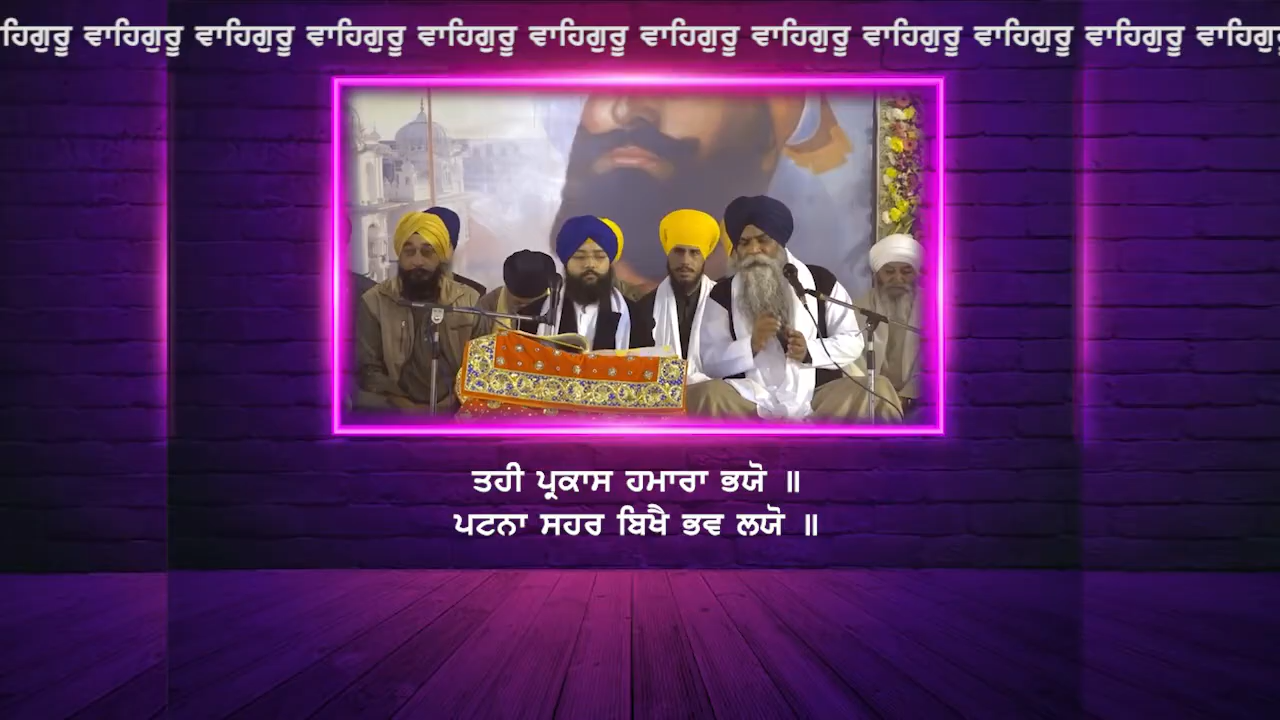 ਵਾਹਿਗੁਰੂ ਵਾਹਿਗੁਰੂ ਵਾਹਿਗੁਰੂ ਵਾਹਿਗੁਰੂ ਵਾਹਿਗੁਰੂ ਵਾਹਿਗੁਰੂ ਵਾਹਿਗੁਰੂ ਵਾਹਿਗੁਰੂ ਵਾਹਿਗੁਰੂ ਵਾਹਿਗੁਰੂ
ਤਹੀ ਪ੍ਰਕਾਸ ਹਮਾਰਾ ਭਯੋ ॥
ਪਟਨਾ ਸਹਰ ਬਿਖੈ ਭਵ ਲਯੋ ॥